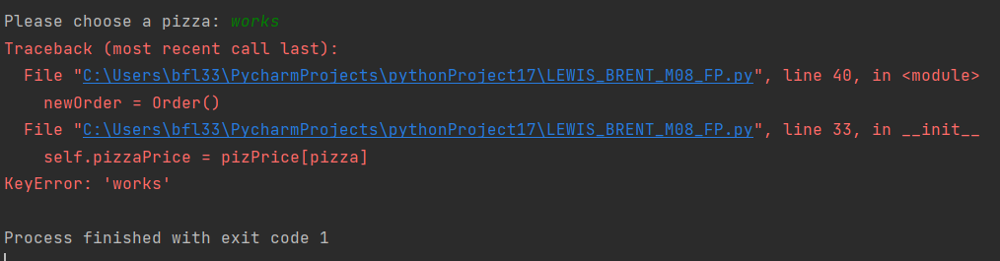 Please choose a pizza: works
Traceback (most recent call last):
  File "C:\Users\bfl33\PycharmProjects\pythonProject17\LEWIS_BRENT_M08_FP.py", line 40, in <module>
    newOrder = Order()
  File "C:\Users\bfl33\PycharmProjects\pythonProject17\LEWIS_BRENT_M08_FP.py", line 33, in __init__
    self.pizzaPrice = pizPrice[pizza]
KeyError: 'works'

Process finished with exit code 1